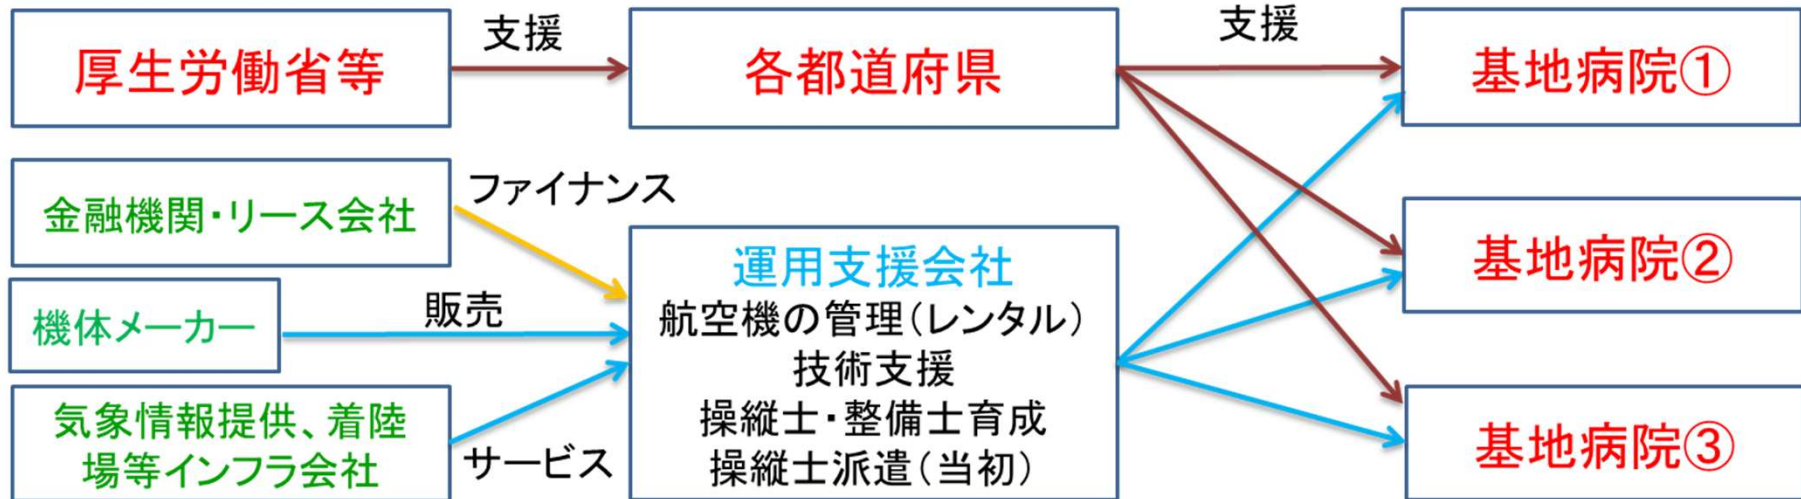 支援
支援
厚生労働省等
各都道府県
基地病院①
ファイナンス
金融機関・リース会社
基地病院②
運用支援会社
航空機の管理（レンタル）
技術支援
操縦士・整備士育成
操縦士派遣（当初）
販売
機体メーカー
気象情報提供、着陸
場等インフラ会社
サービス
基地病院③